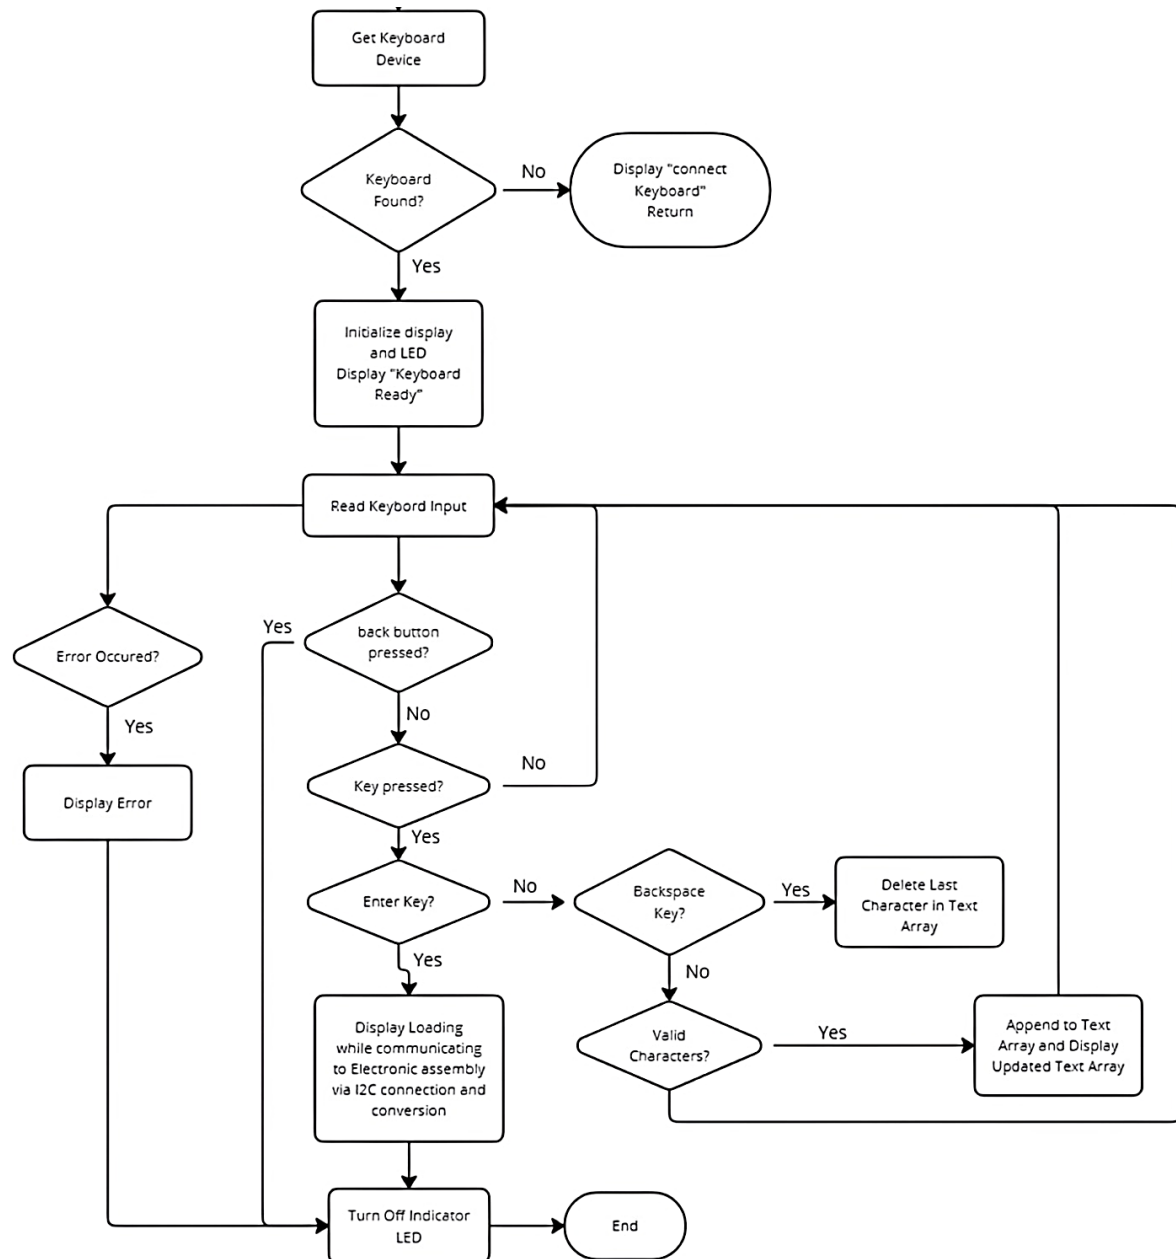 Get Keyboard
Device
Keyboard
Found?
No
Display "connect
Keyboard"
Return
Yes
Initialize display
and LED
Display "Keyboard
Ready"
Read Keybord Input
Error Occured?
Yes
Display Error
Yes
back button
pressed?
No
Key pressed?
No
Yes
Enter Key?
No
Backspace
Key?
Yes
Delete Last
Character in Text
Array
No
Valid
Characters?
Yes
Append to Text
Array and Display
Updated Text Array
Yes
Display Loading
while communicating
to Electronic assembly
via I2C connection and
conversion
Turn Off Indicator
LED
End